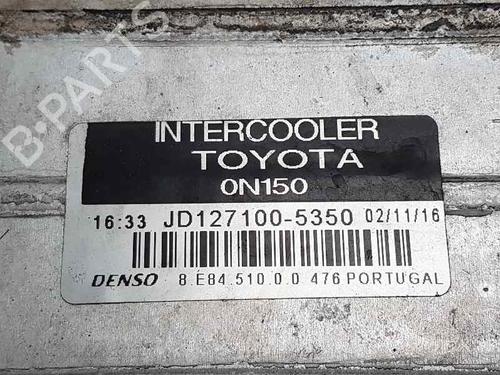 B-PARTS
INTERCOOLER
TOYOTA
0N150
16:33 JD127100-5350 02/11/16
DENSO 8.E84.510.0.0 476 PORTUGAL